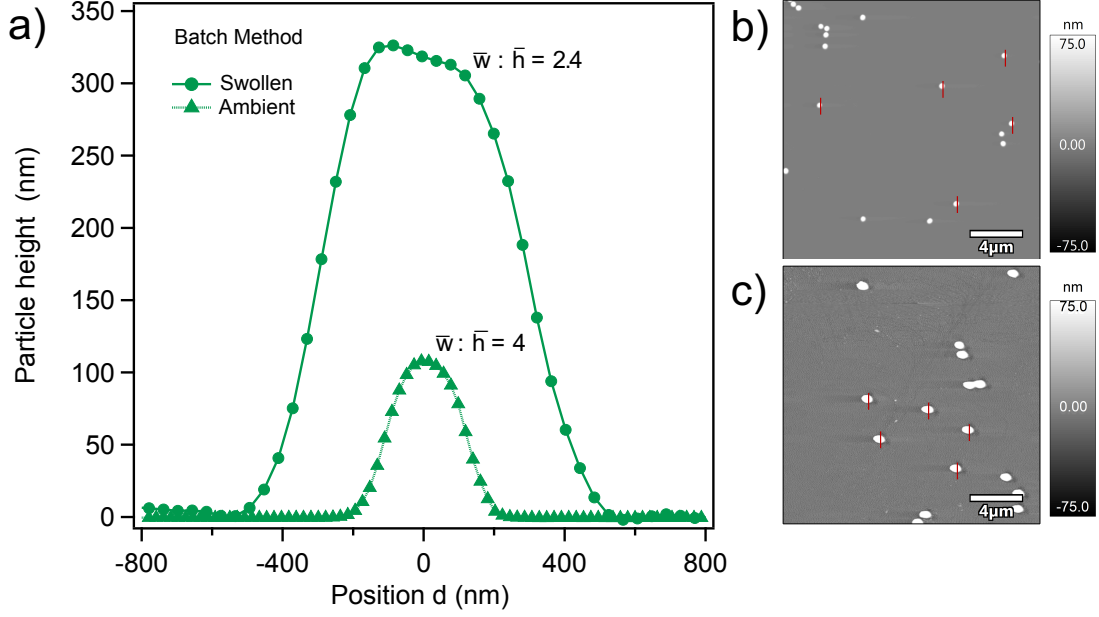 a)
Particle height (nm)
350
300
250
200
150
100
50
0
Batch Method
Swollen
Ambient
w̅ : h̅ = 2.4
w̅ : h̅ = 4
-800
-400
0
400
800
Position d (nm)
b)
4µm
nm
75.0
0.00
-75.0
c)
4µm
nm
75.0
0.00
-75.0